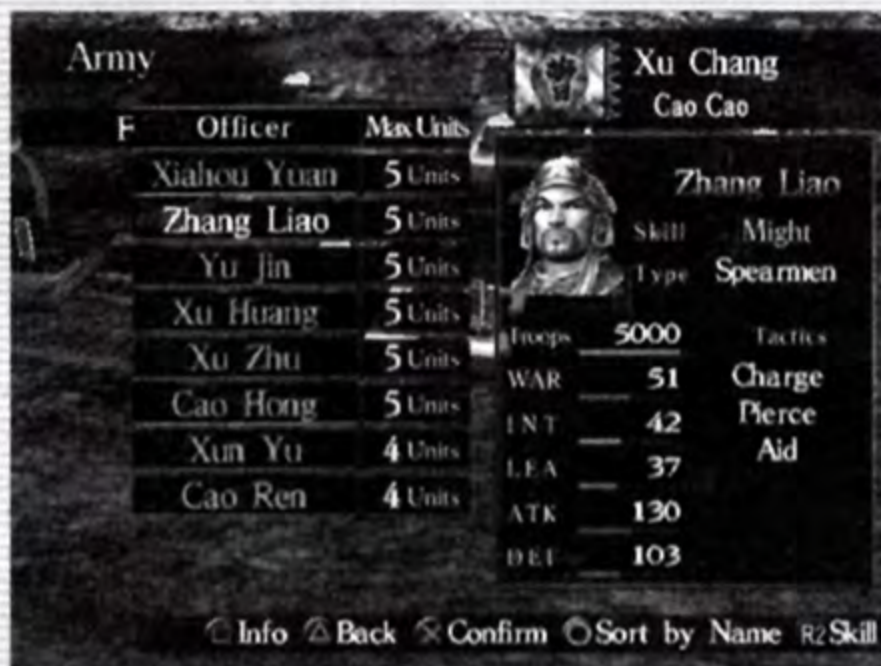 Army
Xu Chang
Cao Cao
F Officer Max Units
Xiahou Yuan 5 Units
Zhang Liao 5 Units
Yu Jin 5 Units
Xu Huang 5 Units
Xu Zhu 5 Units
Cao Hong 5 Units
Xun Yu 4 Units
Cao Ren 4 Units
Zhang Liao
Skill Might
Type Spearmen
Troops 5000 Tactics
WAR 51 Charge
INT 42 Pierce
Aid
LEA 37
ATK 130
DEF 103
Info Back Confirm Sort by Name R2 Skill